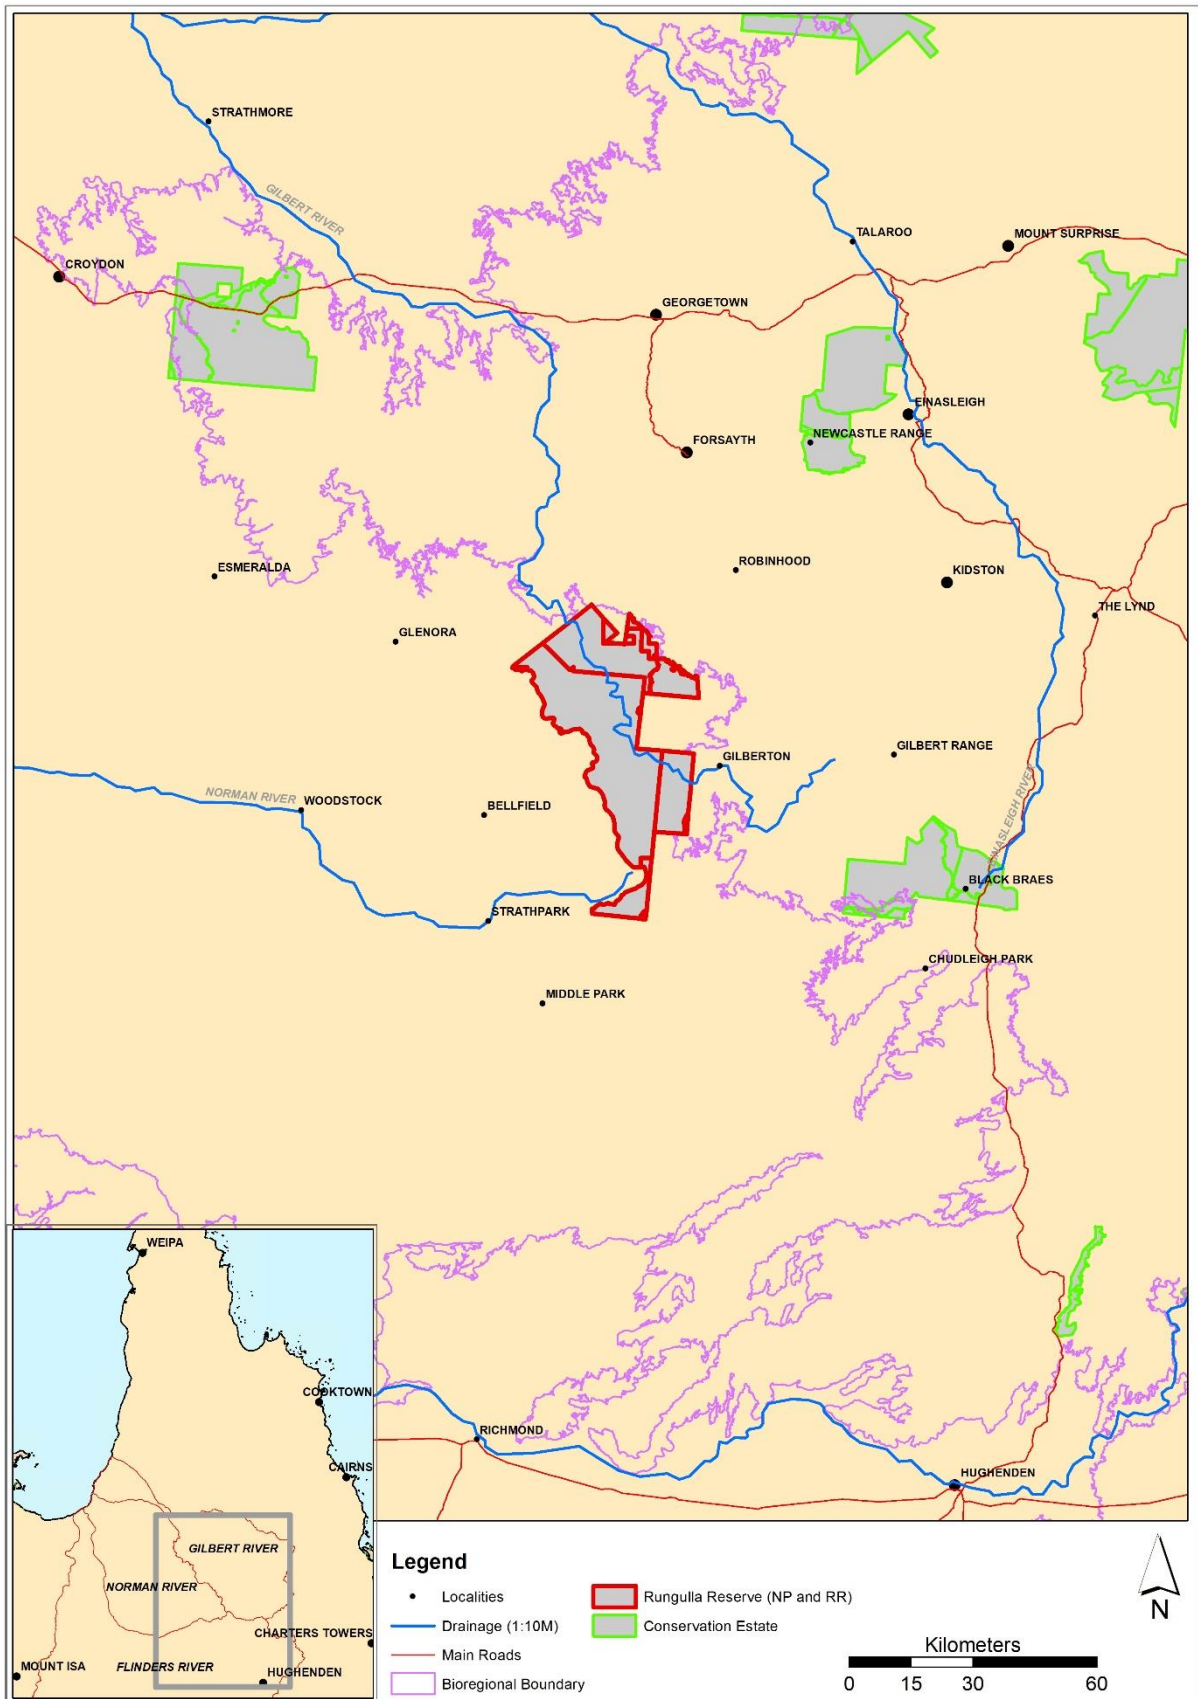 STRATHMORE
GILBERT RIVER
TALAROO
MOUNT SURPRISE
CROYDON
GEORGETOWN
EINASLEIGH
NEWCASTLE RANGE
FORSAYTH
ROBINHOOD
ESMERALDA
KIDSTON
THE LYND
GLENORA
GILBERT RANGE
GILBERTON
NORMAN RIVER
WOODSTOCK
BELLFIELD
EINASLEIGH RIVER
BLACK BRAES
STRATHPARK
CHUDLEIGH PARK
MIDDLE PARK
RICHMOND
HUGHENDEN
WEIPA
COOKTOWN
CAIRNS
GILBERT RIVER
NORMAN RIVER
CHARTERS TOWERS
FLINDERS RIVER
MOUNT ISA
HUGHENDEN
Legend
Localities
Drainage (1:10M)
Main Roads
Bioregional Boundary
Rungulla Reserve (NP and RR)
Conservation Estate
N
Kilometers
0 15 30 60